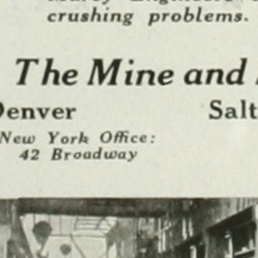 crushing problems.
The Mine and
Denver Salt
New York Office:
42 Broadway